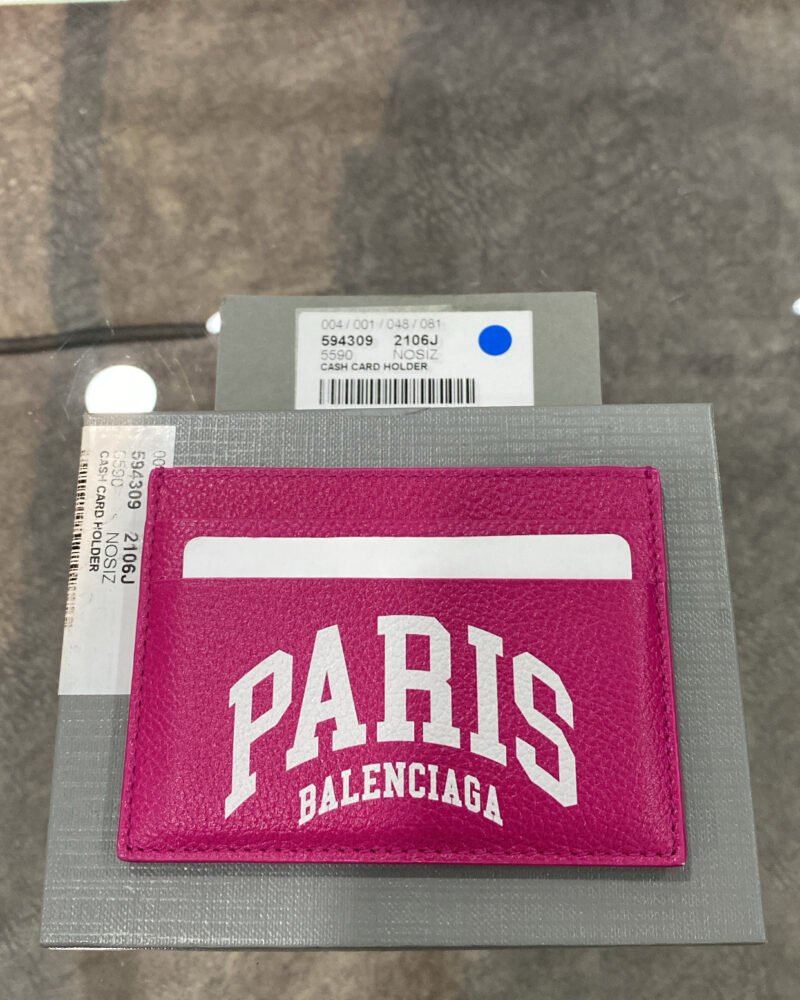 004 / 001 / 048 / 081
594309 2106J
5590 NOSIZ
CASH CARD HOLDER
594309 2106J
5590 NOSIZ
CASH CARD HOLDER
PARIS
BALENCIAGA